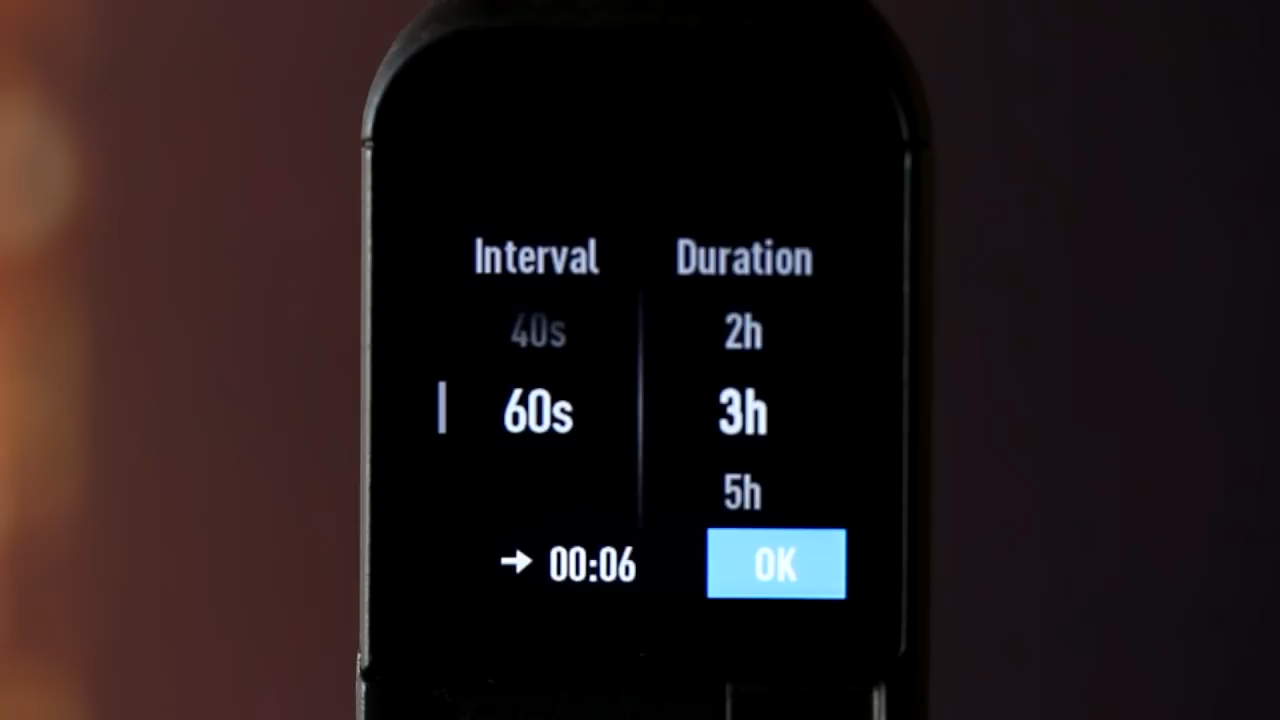 Interval Duration
40s 2h
60s 3h
5h
→ 00:06 OK